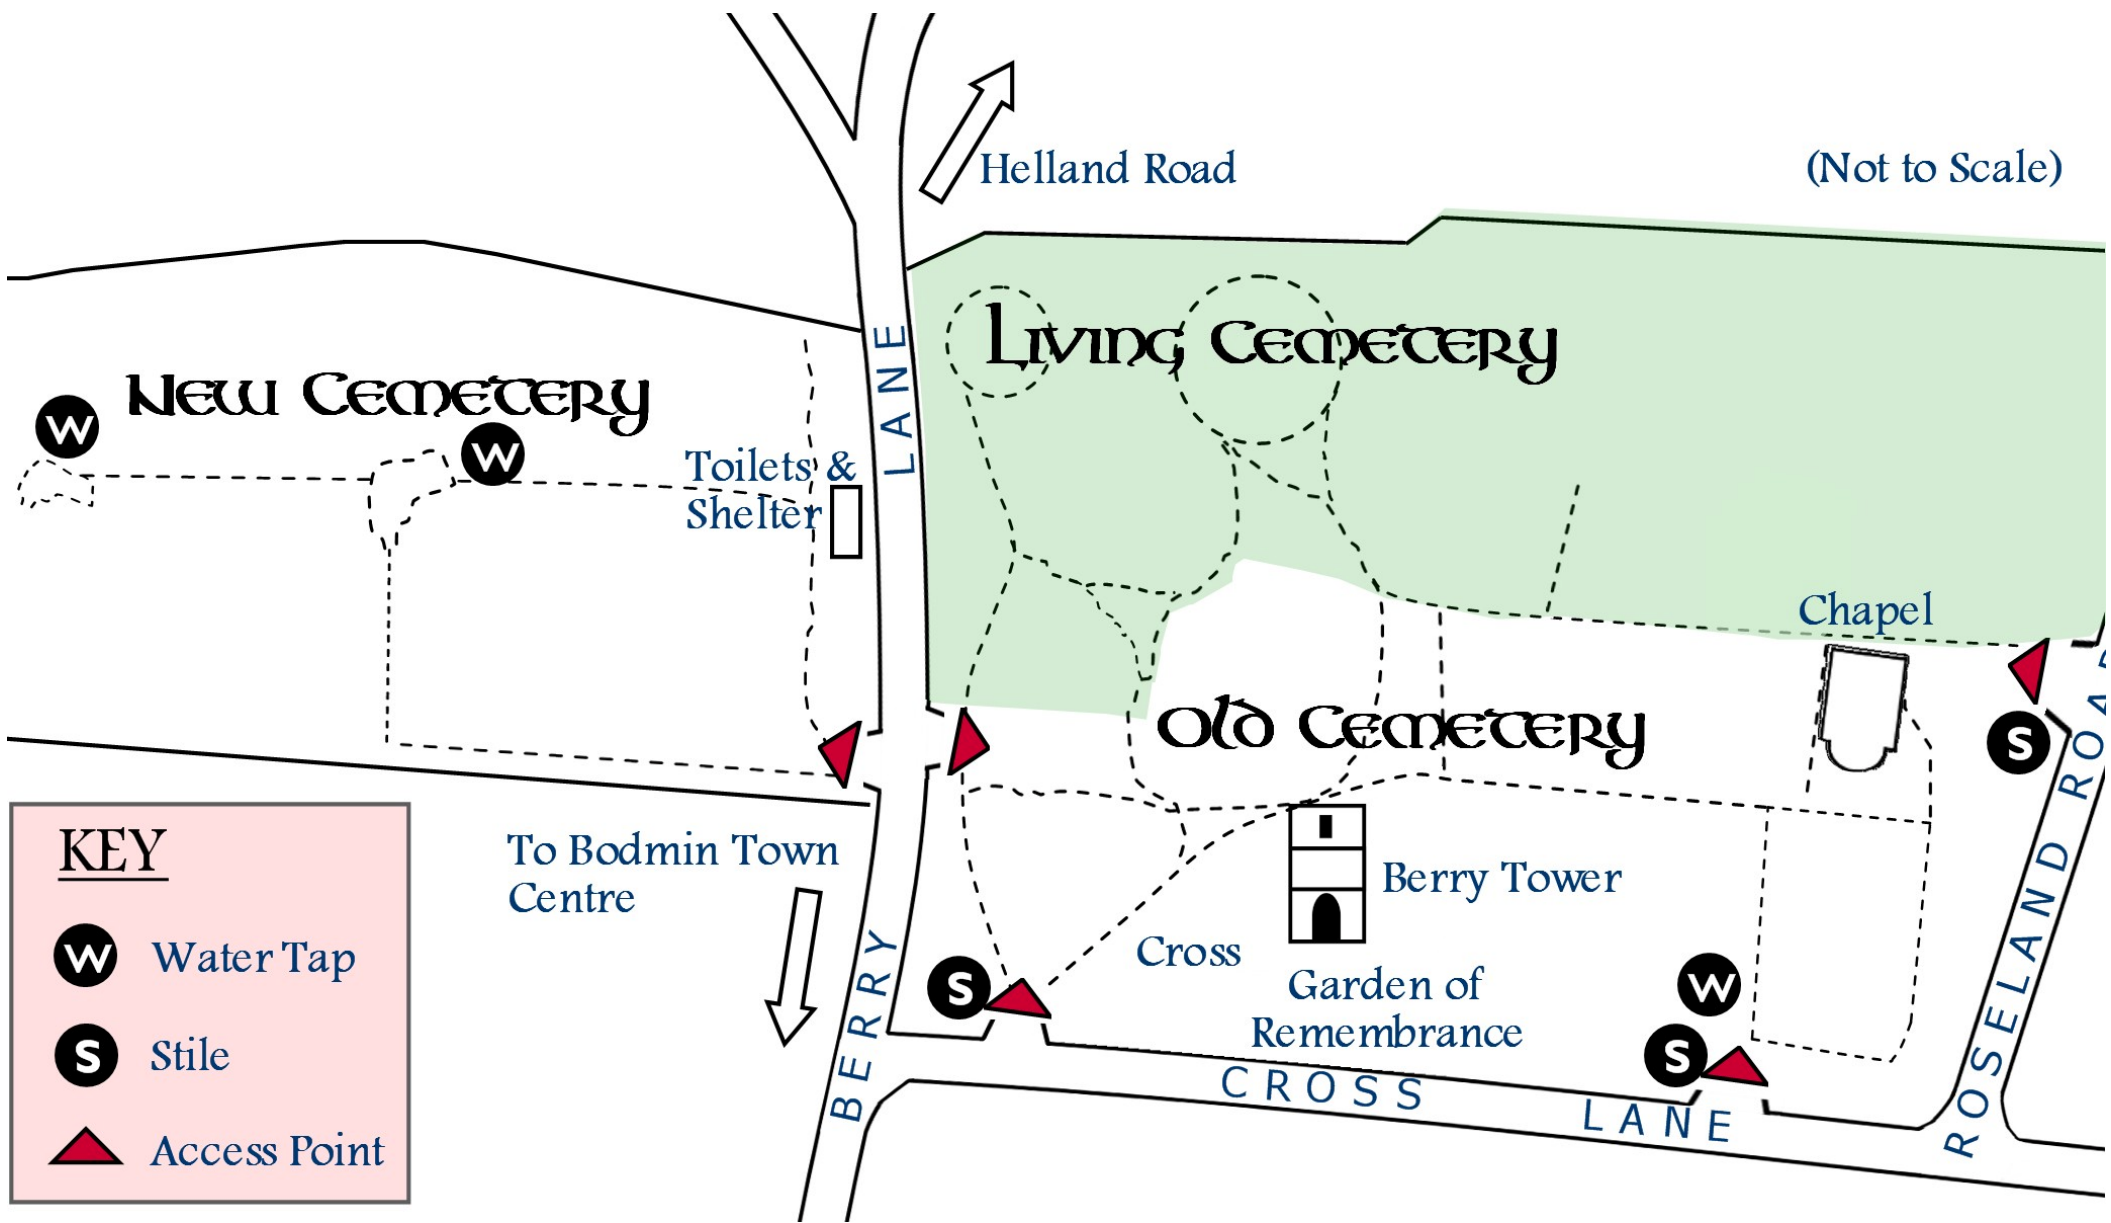 Helland Road
(Not to Scale)
Living Cemetery
New Cemetery
W
W
Toilets &
Shelter
BERRY LANE
Chapel
Old Cemetery
S
To Bodmin Town
Centre
Berry Tower
Cross
Garden of
Remembrance
S
W
S
CROSS LANE
ROSELAND ROAD
KEY
W Water Tap
S Stile
Access Point